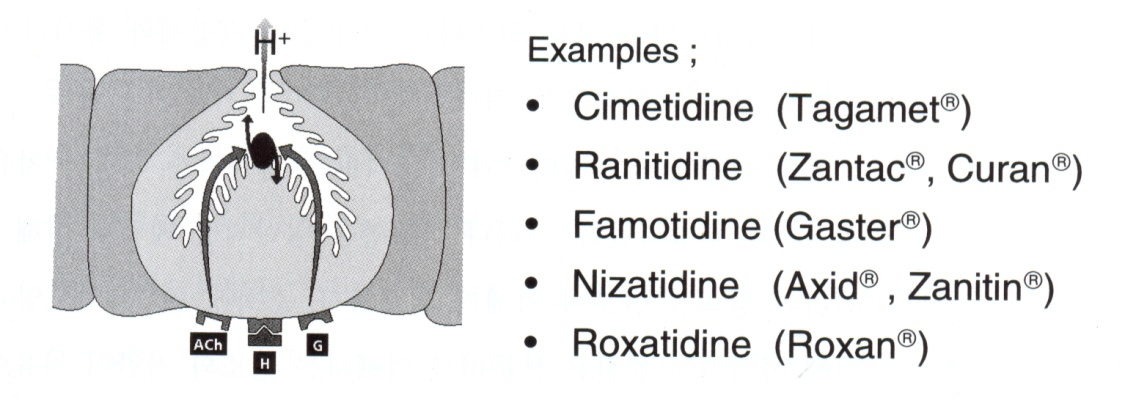 H+
ACh
H
G
Examples ;
• Cimetidine (Tagamet®)
• Ranitidine (Zantac®, Curan®)
• Famotidine (Gaster®)
• Nizatidine (Axid® , Zanitin®)
• Roxatidine (Roxan®)